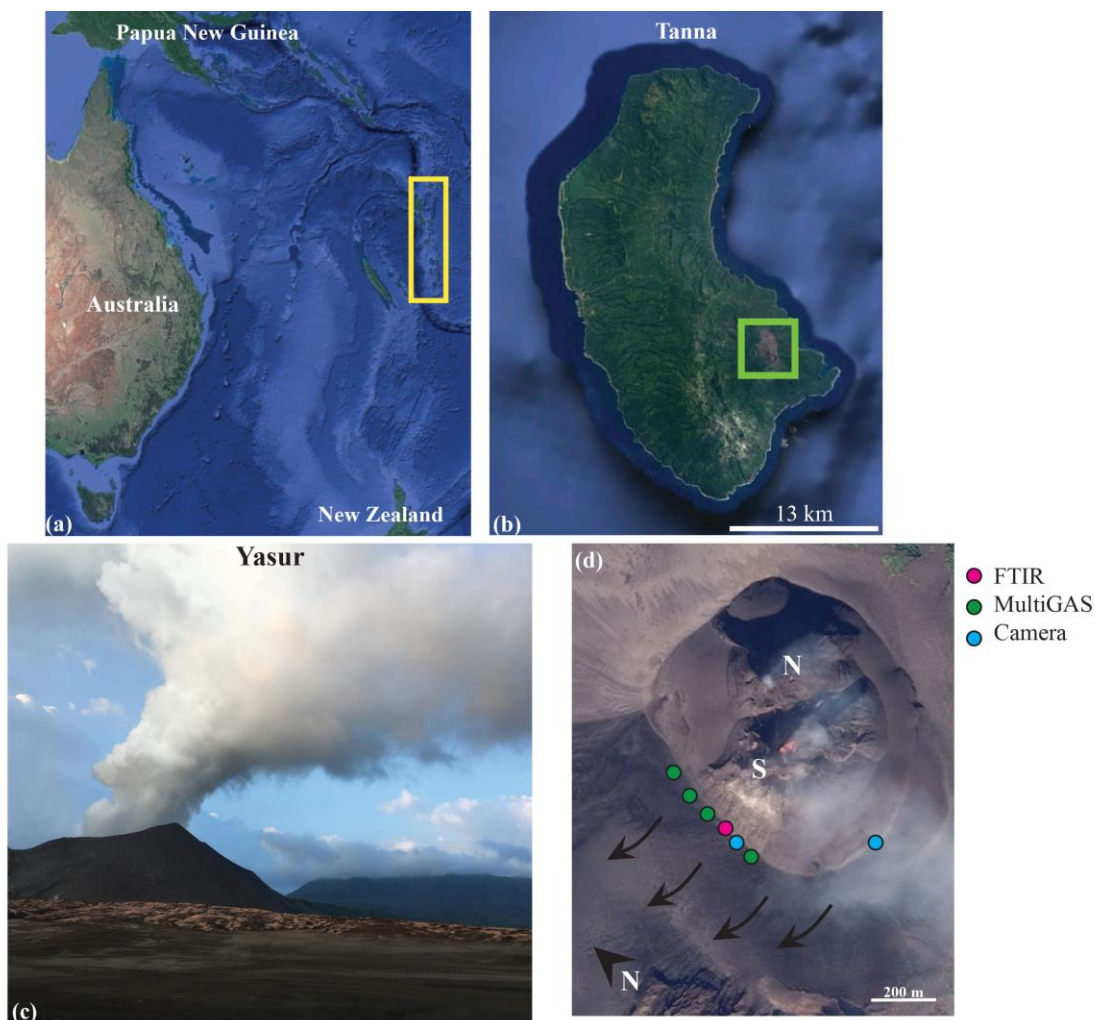 Papua New Guinea
Australia
New Zealand
(a)
Tanna
13 km
(b)
Yasur
(c)
(d)
N
S
N
200 m
FTIR
MultiGAS
Camera